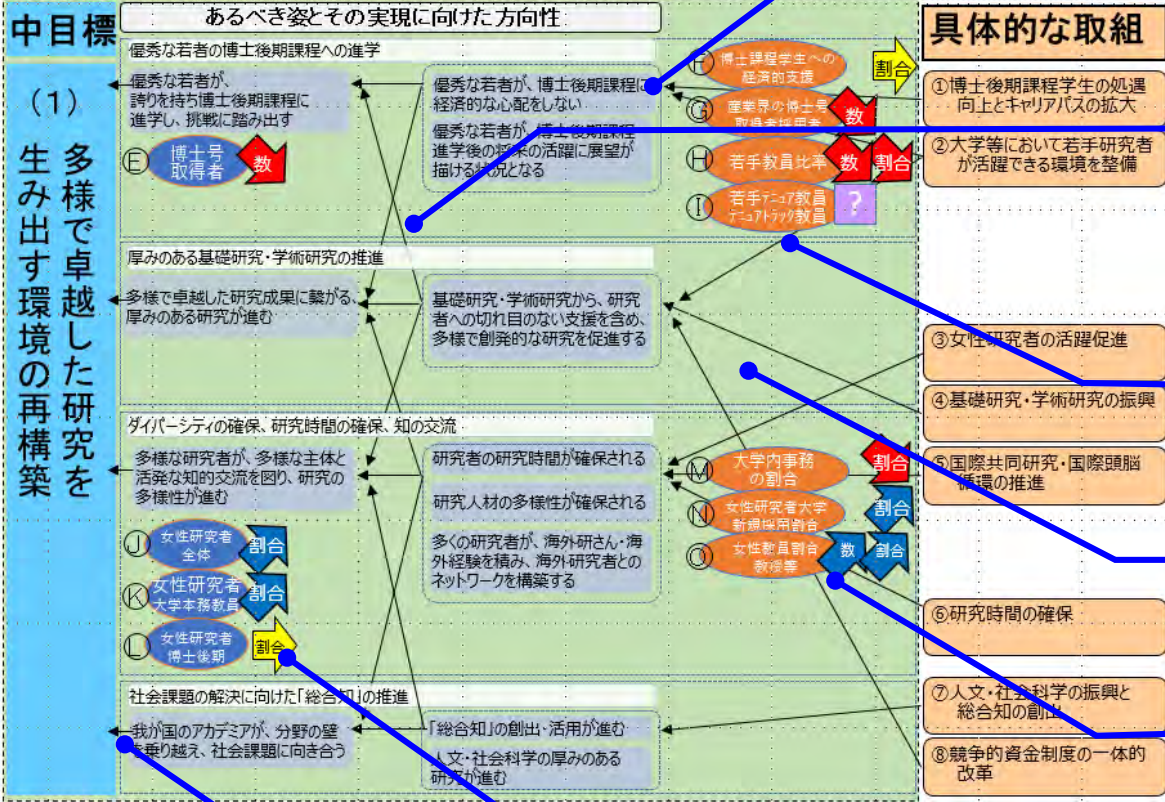 中目標
あるべき姿とその実現に向けた方向性
具体的な取組
(1)
多様で卓越した研究を
生み出す環境の再構築
優秀な若者の博士後期課程への進学
優秀な若者が、
誇りを持ち博士後期課程に
進学し、挑戦に踏み出す
Ⓔ 博士号
取得者
数
優秀な若者が、博士後期課程に
経済的な心配をしない
優秀な若者が、博士後期課程
進学後の将来の活躍に展望が
描ける状況となる
Ⓕ 博士課程学生への
経済的支援
割合
Ⓖ 産業界の博士号
取得者採用者
数
Ⓗ 若手教員比率
数 割合
Ⓘ 若手テニュア教員
テニュアトラック教員
?
厚みのある基礎研究・学術研究の推進
多様で卓越した研究成果に繋がる、
厚みのある研究が進む
基礎研究・学術研究から、研究
者への切れ目のない支援を含め、
多様で創発的な研究を促進する
ダイバーシティの確保、研究時間の確保、知の交流
多様な研究者が、多様な主体と
活発な知的交流を図り、研究の
多様性が進む
Ⓙ 女性研究者
全体
割合
Ⓚ 女性研究者
大学本務教員
割合
Ⓛ 女性研究者
博士後期
割合
研究者の研究時間が確保される
研究人材の多様性が確保される
多くの研究者が、海外研さん・海
外経験を積み、海外研究者との
ネットワークを構築する
Ⓜ 大学内事務
の割合
割合
Ⓝ 女性研究者大学
新規採用割合
割合
Ⓞ 女性教員割合
教授等
数 割合
社会課題の解決に向けた「総合知」の推進
我が国のアカデミアが、分野の壁
を乗り越え、社会課題に向き合う
「総合知」の創出・活用が進む
人文・社会科学の厚みのある
研究が進む
①博士後期課程学生の処遇
向上とキャリアパスの拡大
②大学等において若手研究者
が活躍できる環境を整備
③女性研究者の活躍促進
④基礎研究・学術研究の振興
⑤国際共同研究・国際頭脳
循環の推進
⑥研究時間の確保
⑦人文・社会科学の振興と
総合知の創出
⑧競争的資金制度の一体的
改革